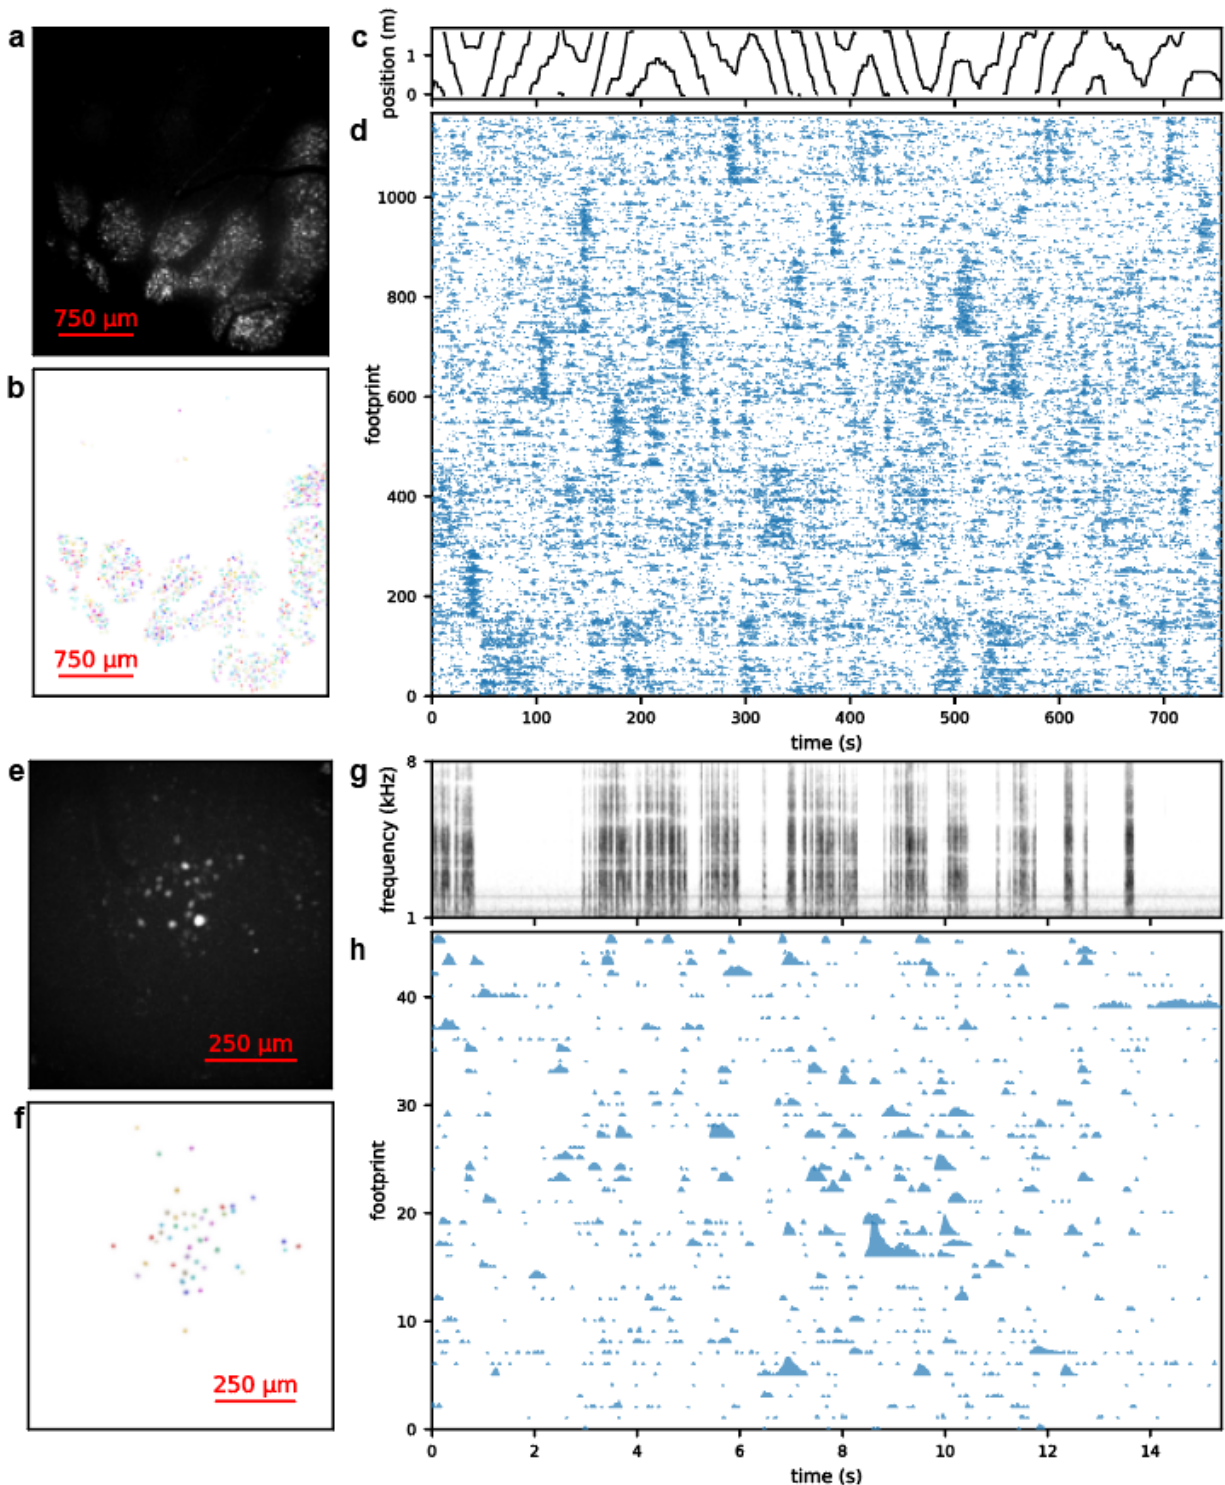 a
750 μm
b
750 μm
c
position (m)
1
0
d
footprint
1000
800
600
400
200
0
0 100 200 300 400 500 600 700
time (s)
e
250 μm
f
250 μm
g
frequency (kHz)
8
1
h
footprint
40
30
20
10
0
0 2 4 6 8 10 12 14
time (s)